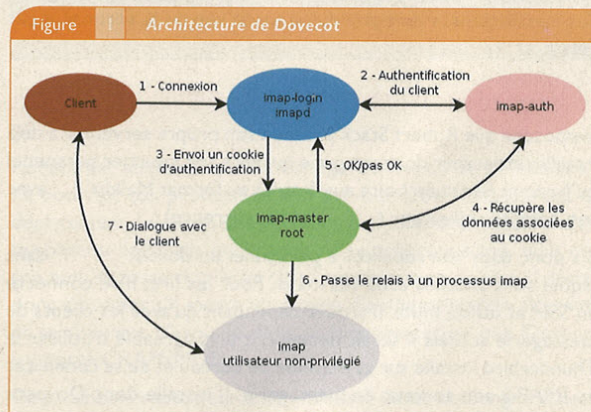 Figure 1 Architecture de Dovecot
Client
1 - Connexion
imap-login
imapd
2 - Authentification
du client
imap-auth
3 - Envoi un cookie
d'authentification
5 - OK/pas OK
imap-master
root
4 - Récupère les
données associées
au cookie
7 - Dialogue avec
le client
6 - Passe le relais à un processus imap
imap
utilisateur non-privilégié